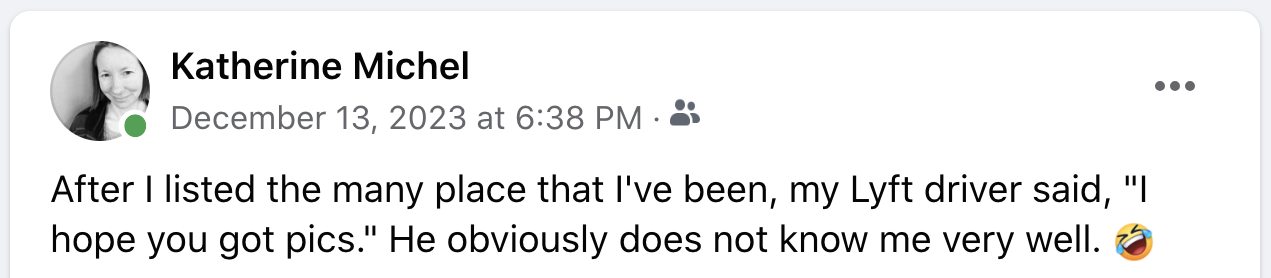 Katherine Michel
December 13, 2023 at 6:38 PM ·
After I listed the many place that I've been, my Lyft driver said, "I
hope you got pics." He obviously does not know me very well. 🤣